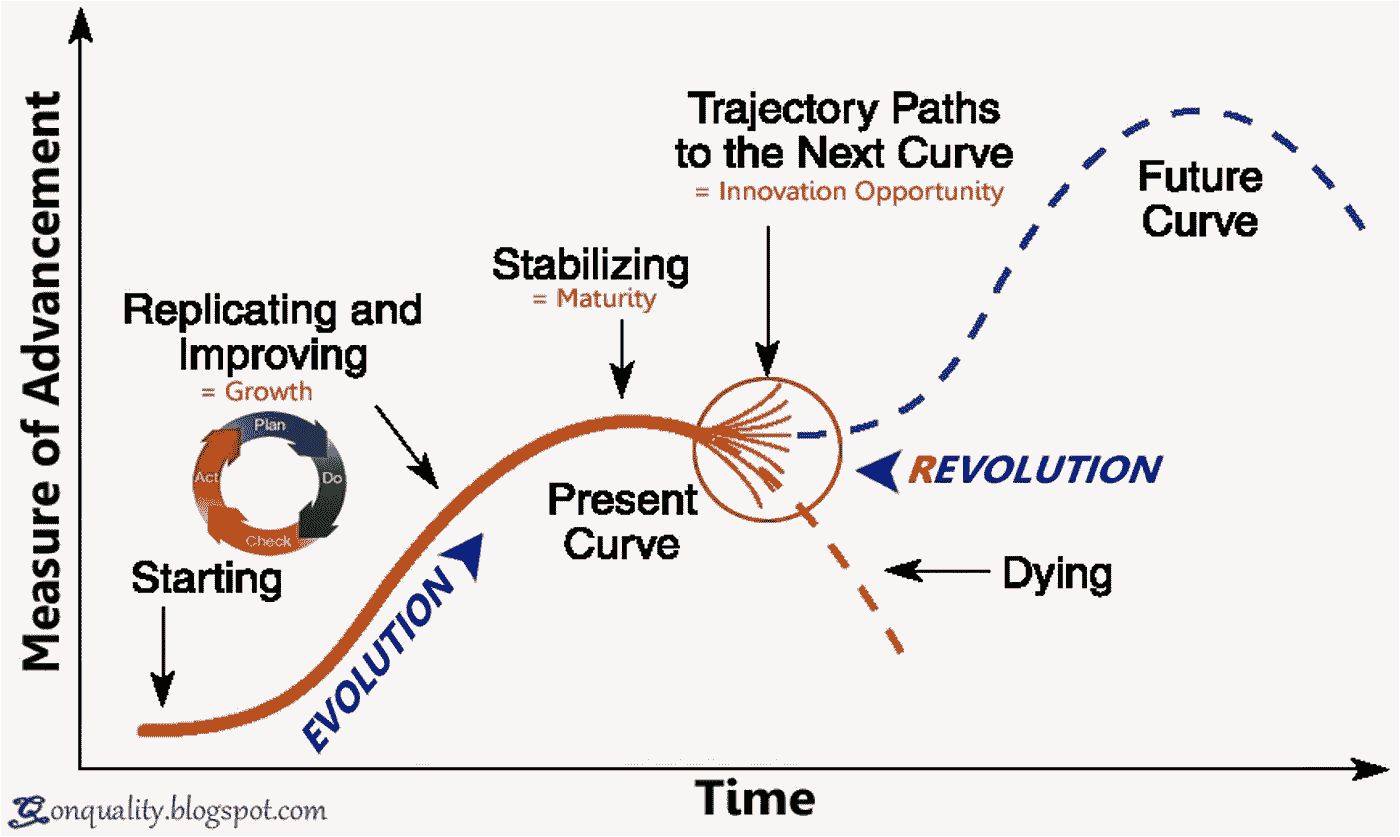 Measure of Advancement
Trajectory Paths
to the Next Curve
= Innovation Opportunity
Future
Curve
Stabilizing
= Maturity
Replicating and
Improving
= Growth
Plan
Do
Check
Act
Starting
EVOLUTION
Present
Curve
REVOLUTION
Dying
Time
onquality.blogspot.com